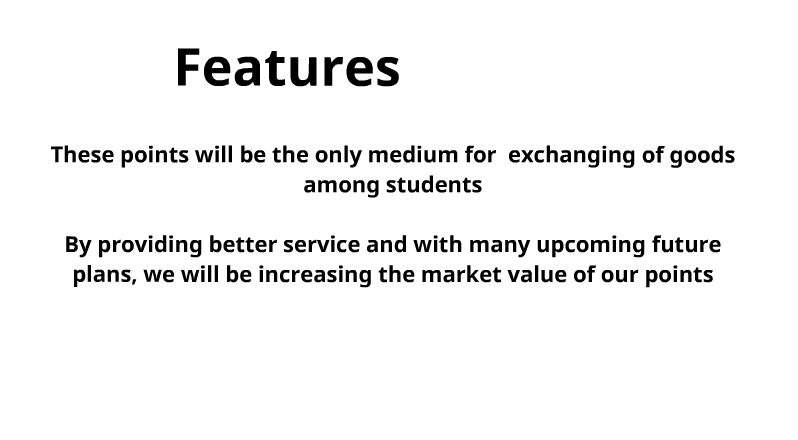 Features
These points will be the only medium for  exchanging of goods
among students
By providing better service and with many upcoming future
plans, we will be increasing the market value of our points